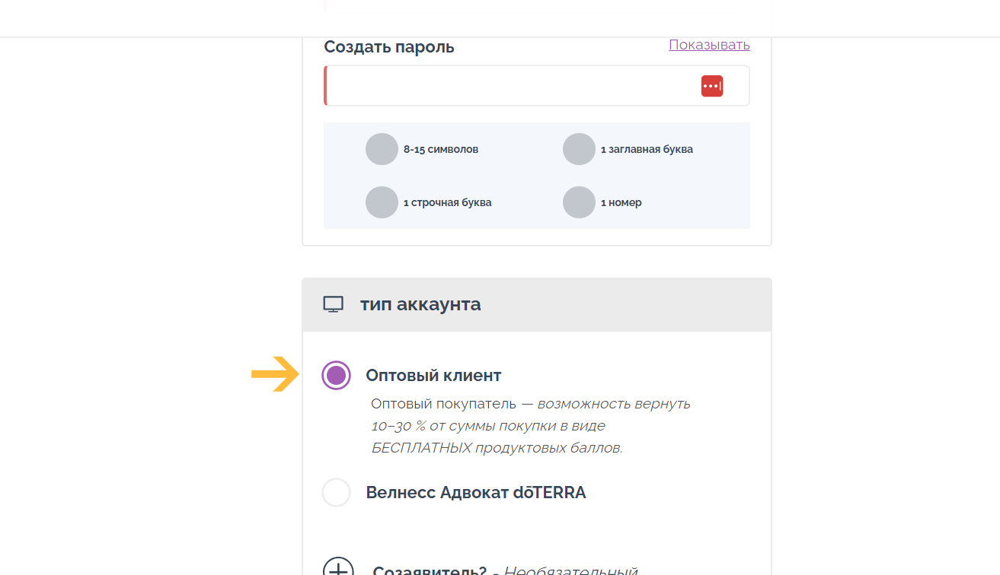 Создать пароль Показывать
8-15 символов 1 заглавная буква
1 строчная буква 1 номер
тип аккаунта
Оптовый клиент
Оптовый покупатель — возможность вернуть
10–30 % от суммы покупки в виде
БЕСПЛАТНЫХ продуктовых баллов.
Велнесс Адвокат dōTERRA
Созаявитель? - Необязательный